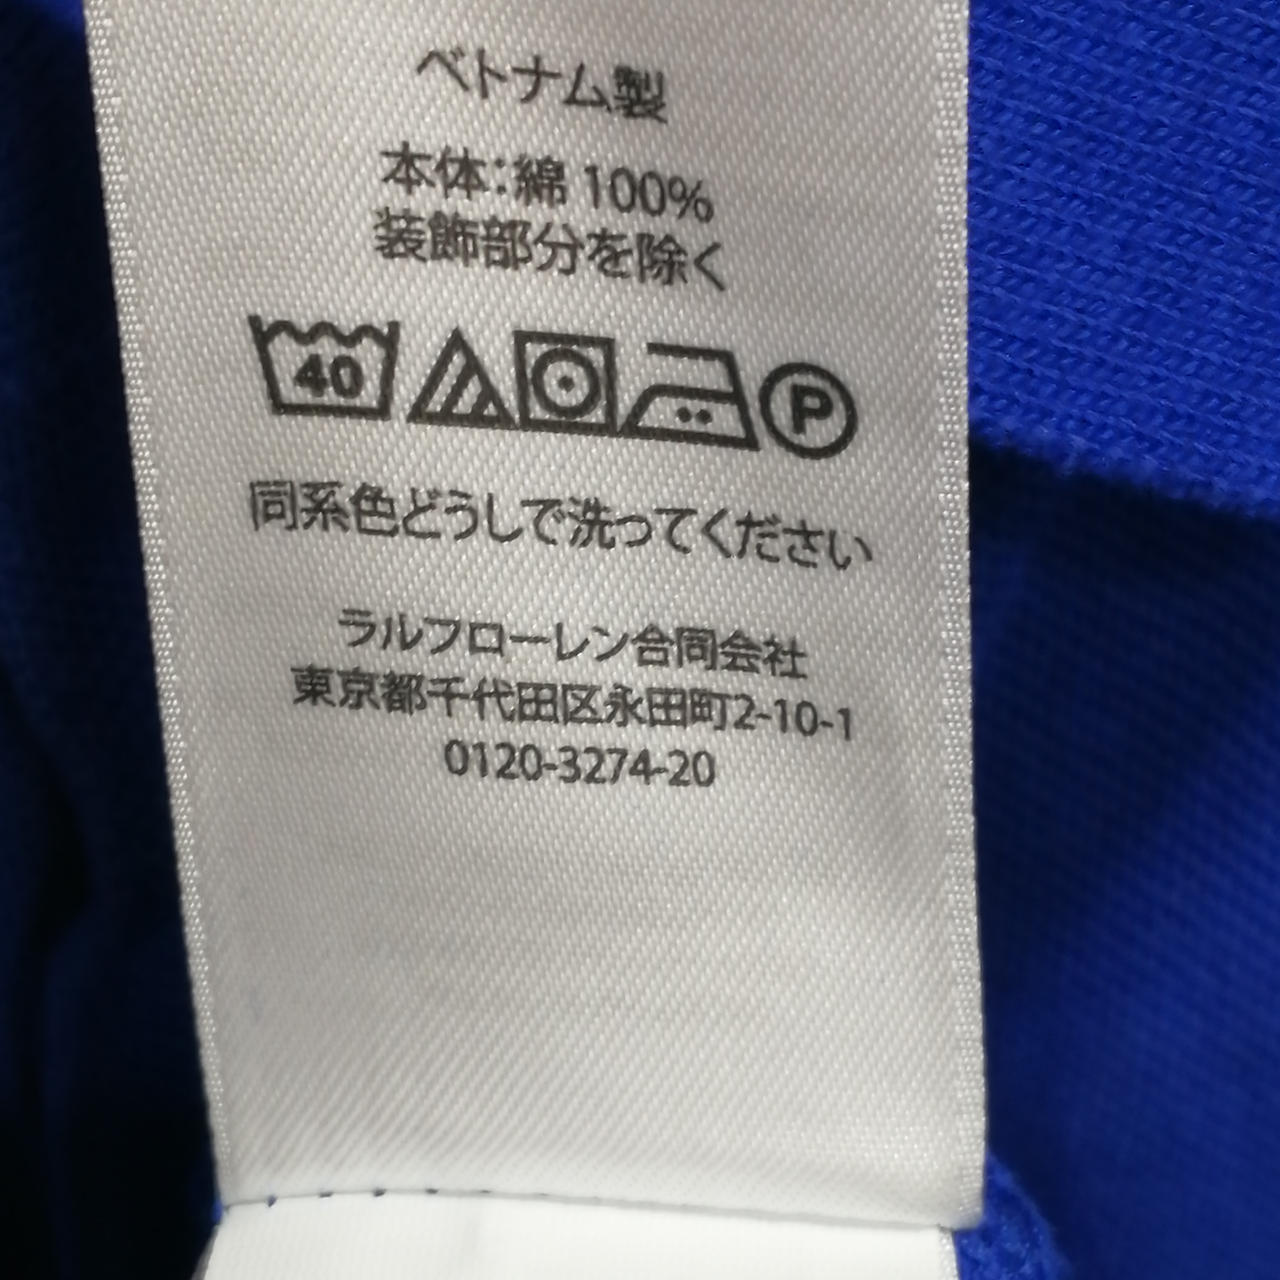 ベトナム製
本体:綿 100%
装飾部分を除く
40 P
同系色どうしで洗ってください
ラルフローレン合同会社
東京都千代田区永田町2-10-1
0120-3274-20